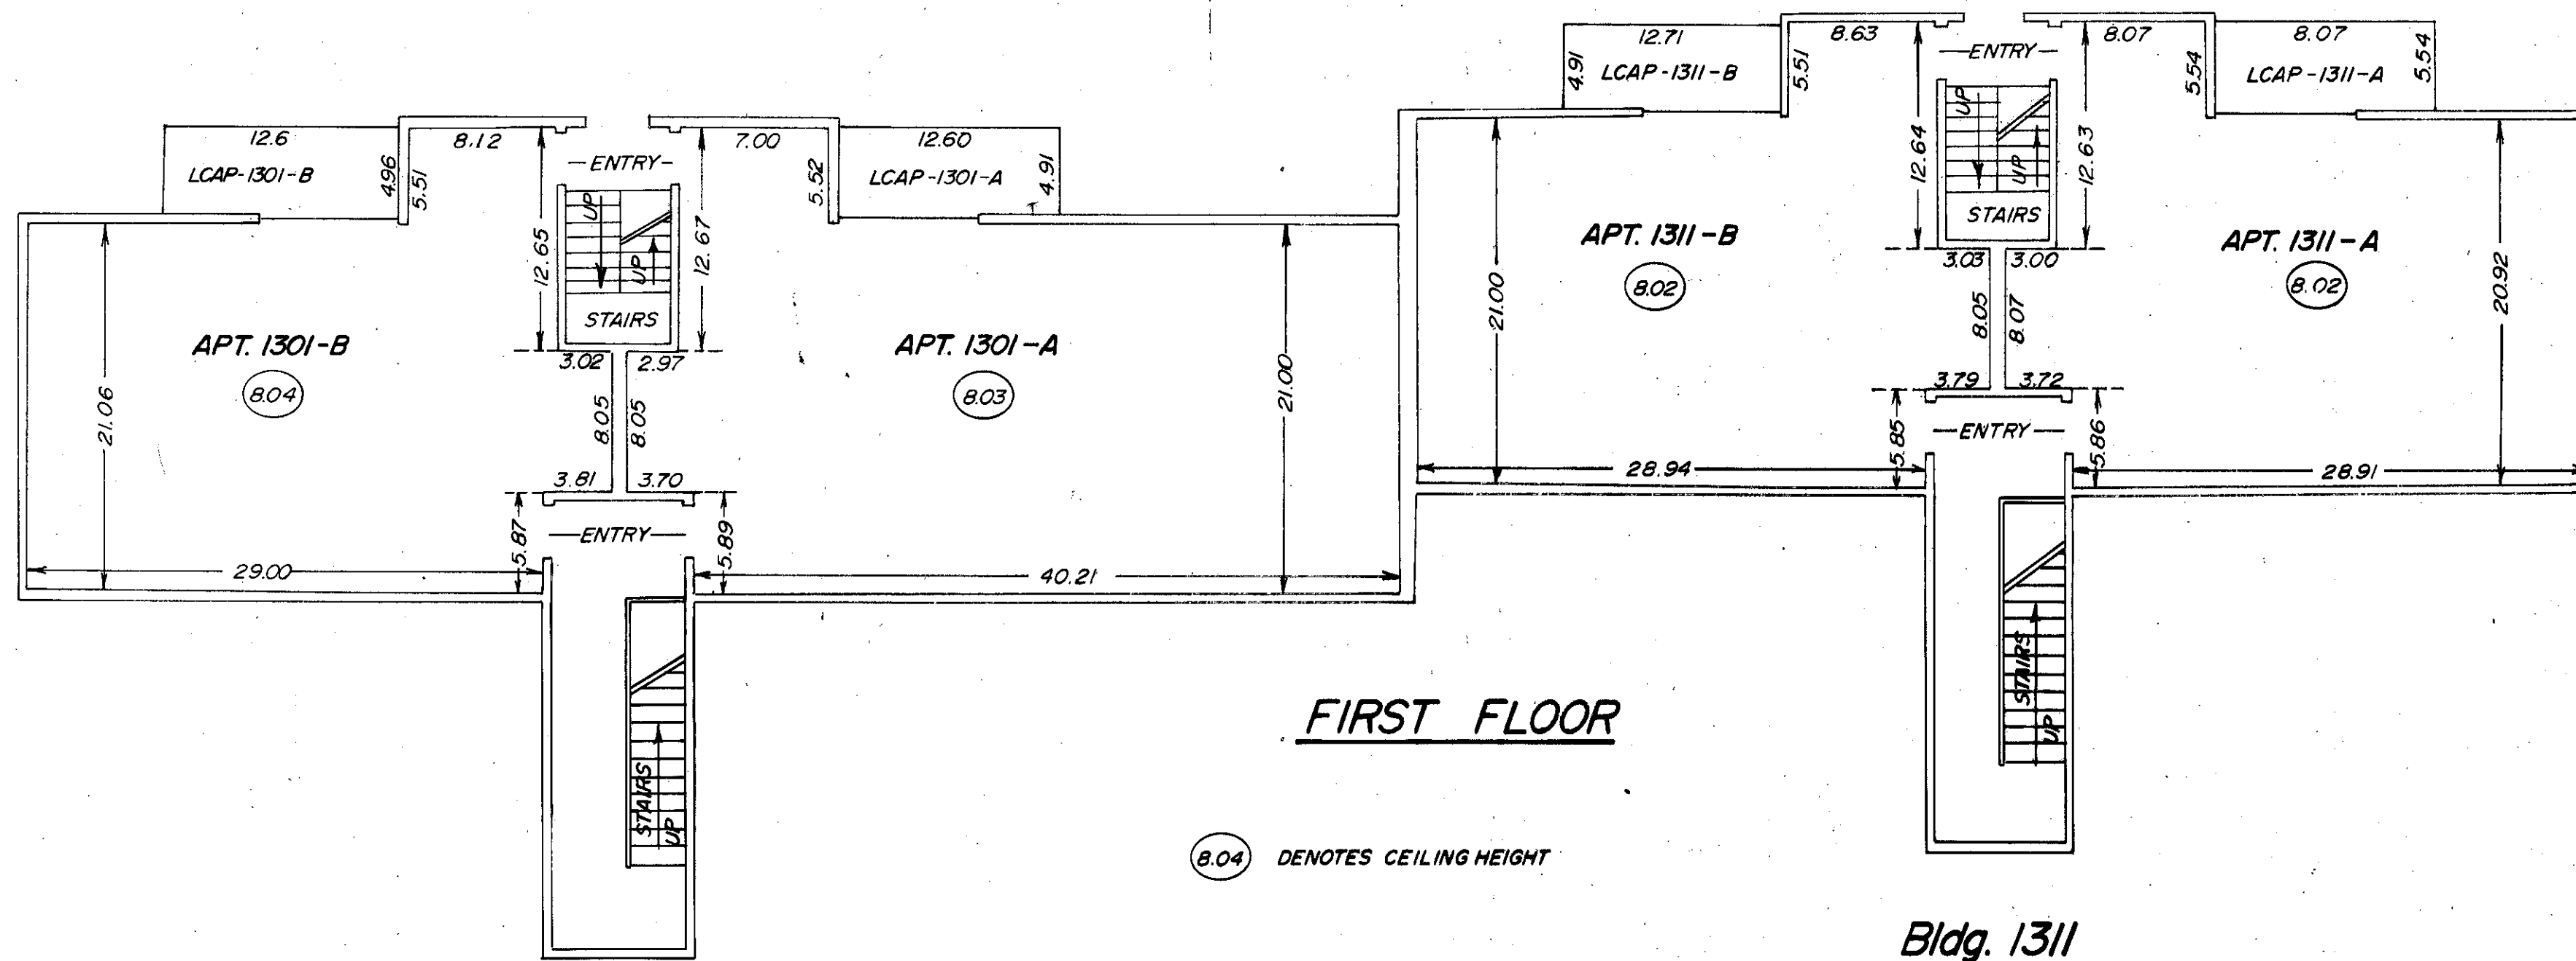 12.6
LCAP-1301-B
4.96
5.51
8.12
ENTRY
12.65
12.67
UP
UP
STAIRS
7.00
5.52
12.60
LCAP-1301-A
4.91
APT. 1301-B
8.04
21.06
3.02
2.97
8.05
8.05
3.81
3.70
5.87
ENTRY
5.89
29.00
APT. 1301-A
8.03
21.00
40.21
STAIRS
UP
12.71
LCAP-1311-B
4.91
5.51
8.63
ENTRY
12.64
12.63
UP
UP
STAIRS
8.07
5.54
8.07
LCAP-1311-A
5.54
APT. 1311-B
8.02
21.00
3.03
3.00
8.05
8.07
3.79
3.72
5.85
ENTRY
5.86
28.94
APT. 1311-A
8.02
20.92
28.91
STAIRS
UP
FIRST FLOOR
8.04 DENOTES CEILING HEIGHT
Bldg. 1311